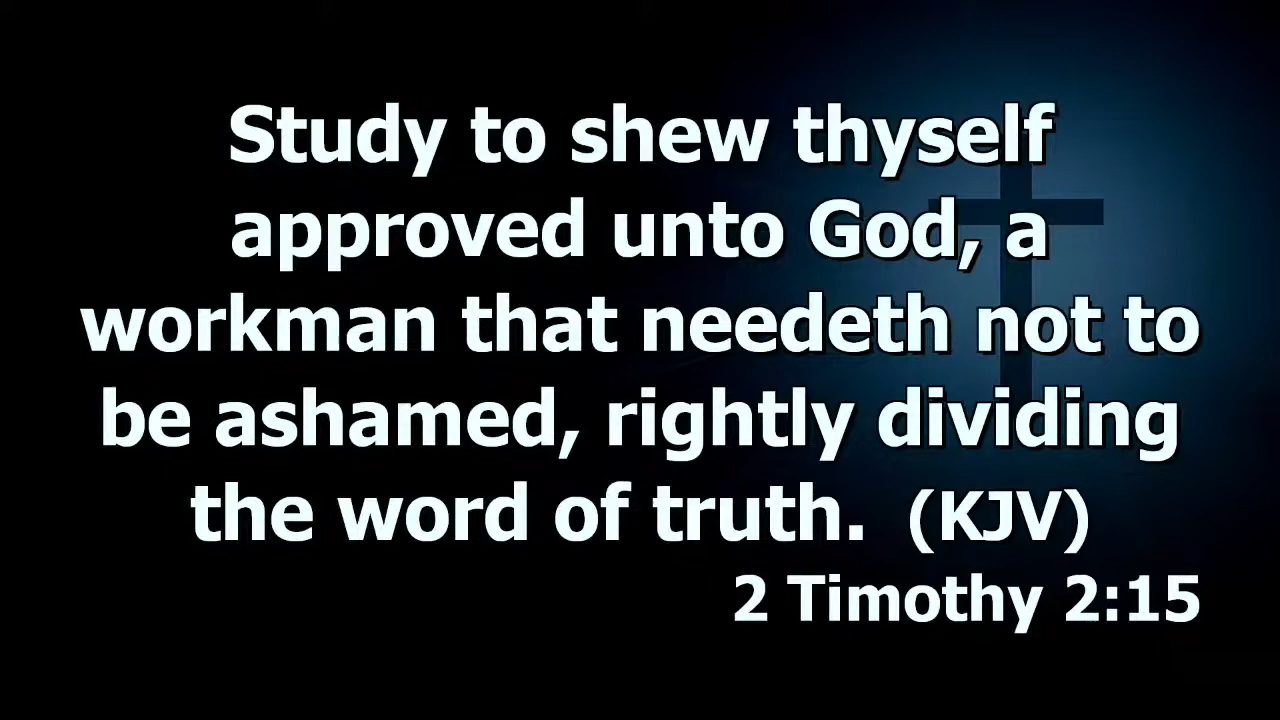 Study to shew thyself
approved unto God, a
workman that needeth not to
be ashamed, rightly dividing
the word of truth. (KJV)
2 Timothy 2:15